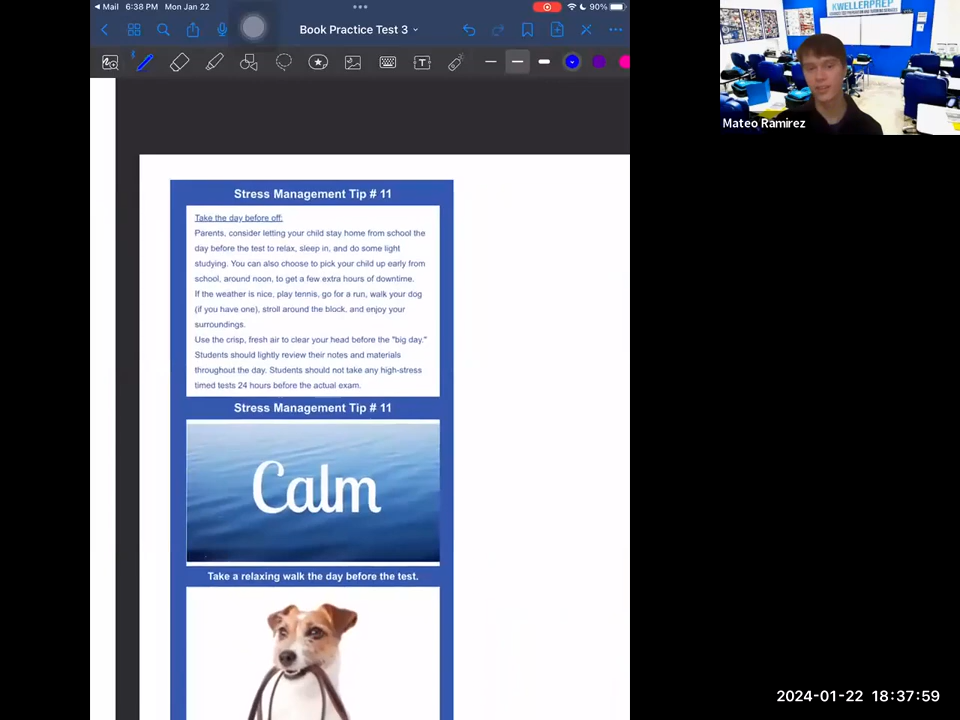 Mail 6:38 PM Mon Jan 22
90%
Book Practice Test 3
KWELLERPREP
Mateo Ramirez
Stress Management Tip # 11
Take the day before off:
Parents, consider letting your child stay home from school the
day before the test to relax, sleep in, and do some light
studying. You can also choose to pick your child up early from
school, around noon, to get a few extra hours of downtime.
If the weather is nice, play tennis, go for a run, walk your dog
(if you have one), stroll around the block, and enjoy your
surroundings.
Use the crisp, fresh air to clear your head before the "big day."
Students should lightly review their notes and materials
throughout the day. Students should not take any high-stress
timed tests 24 hours before the actual exam.
Stress Management Tip # 11
Calm
Take a relaxing walk the day before the test.
2024-01-22 18:37:59